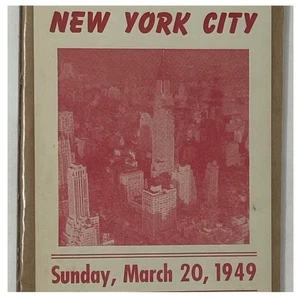 NEW YORK CITY
Sunday, March 20, 1949